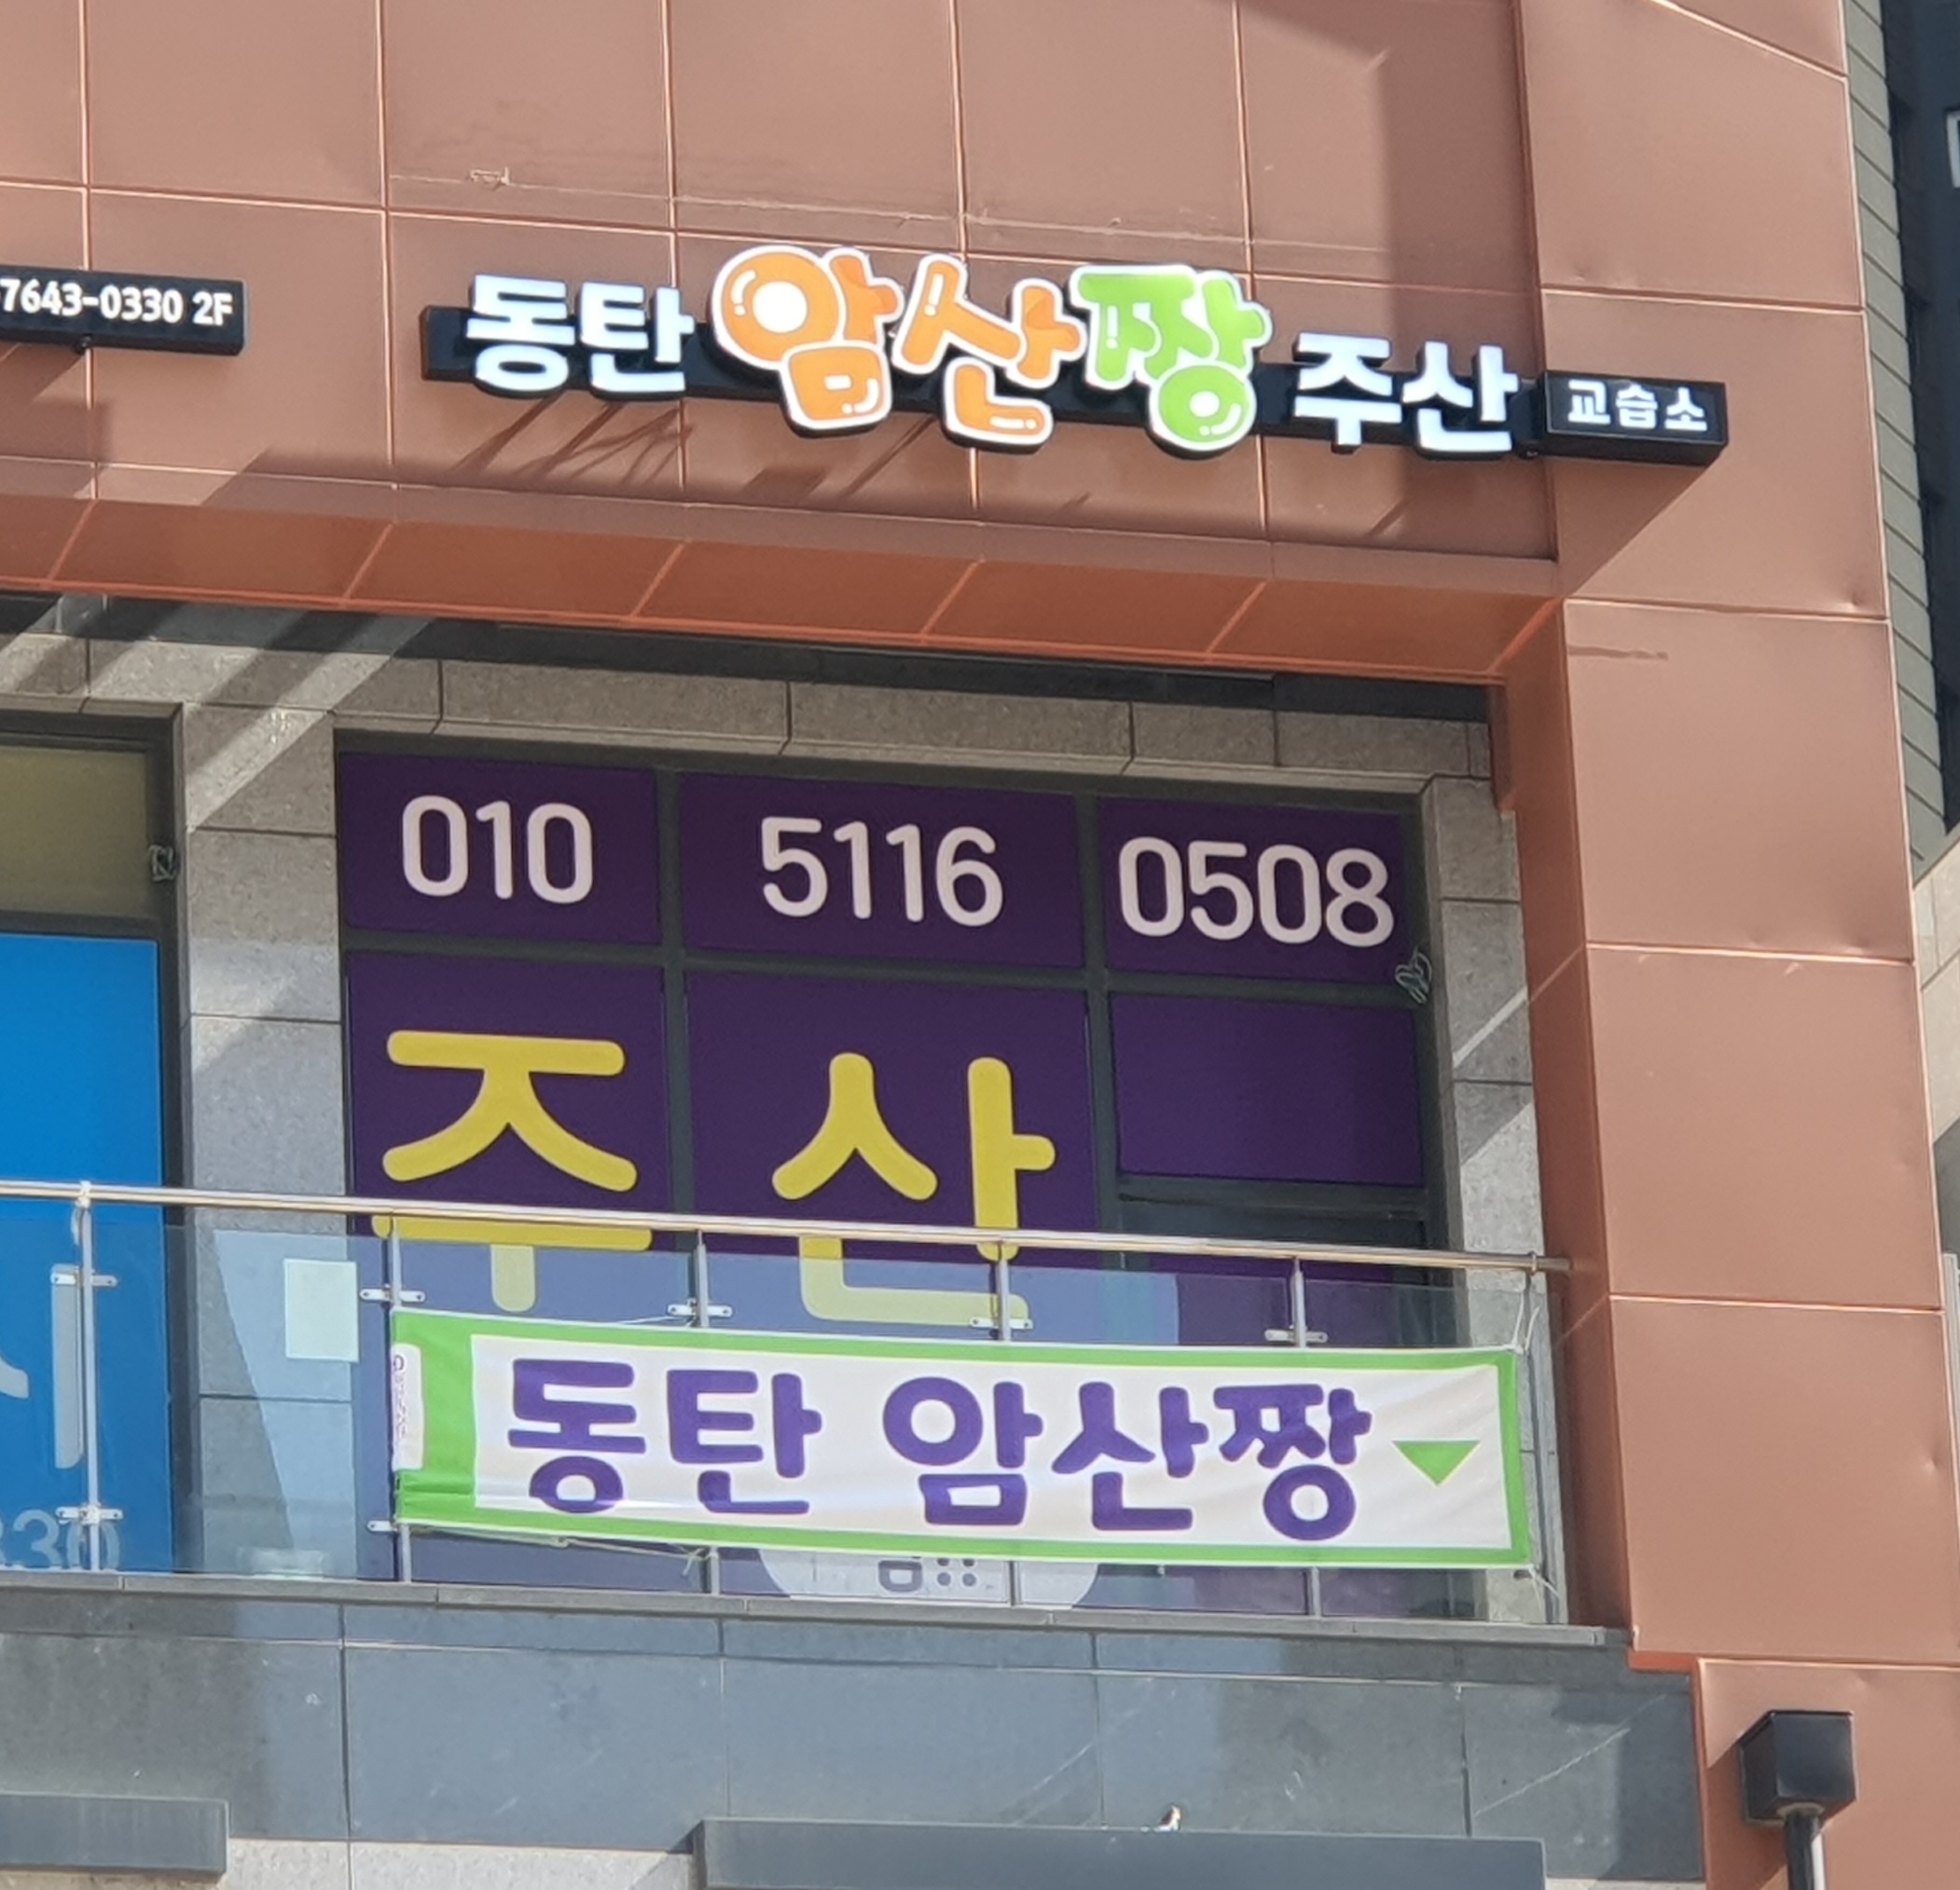 7643-0330 2F
동탄 암산짱 주산 교습소
010 5116 0508
주산
동탄 암산짱
330